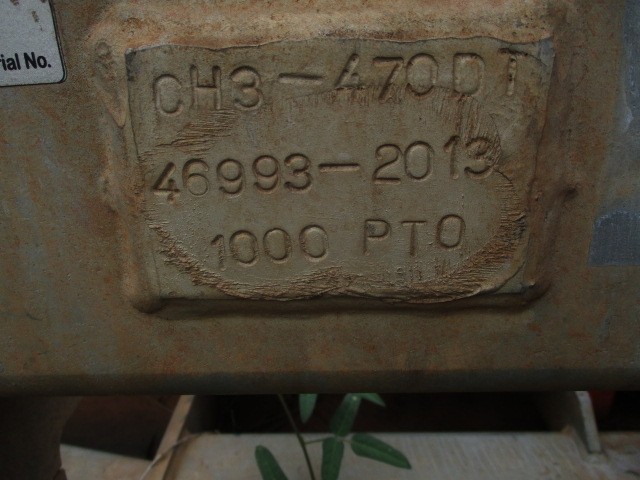 rial No.
CH3-470DT
46993-2013
1000 PTO